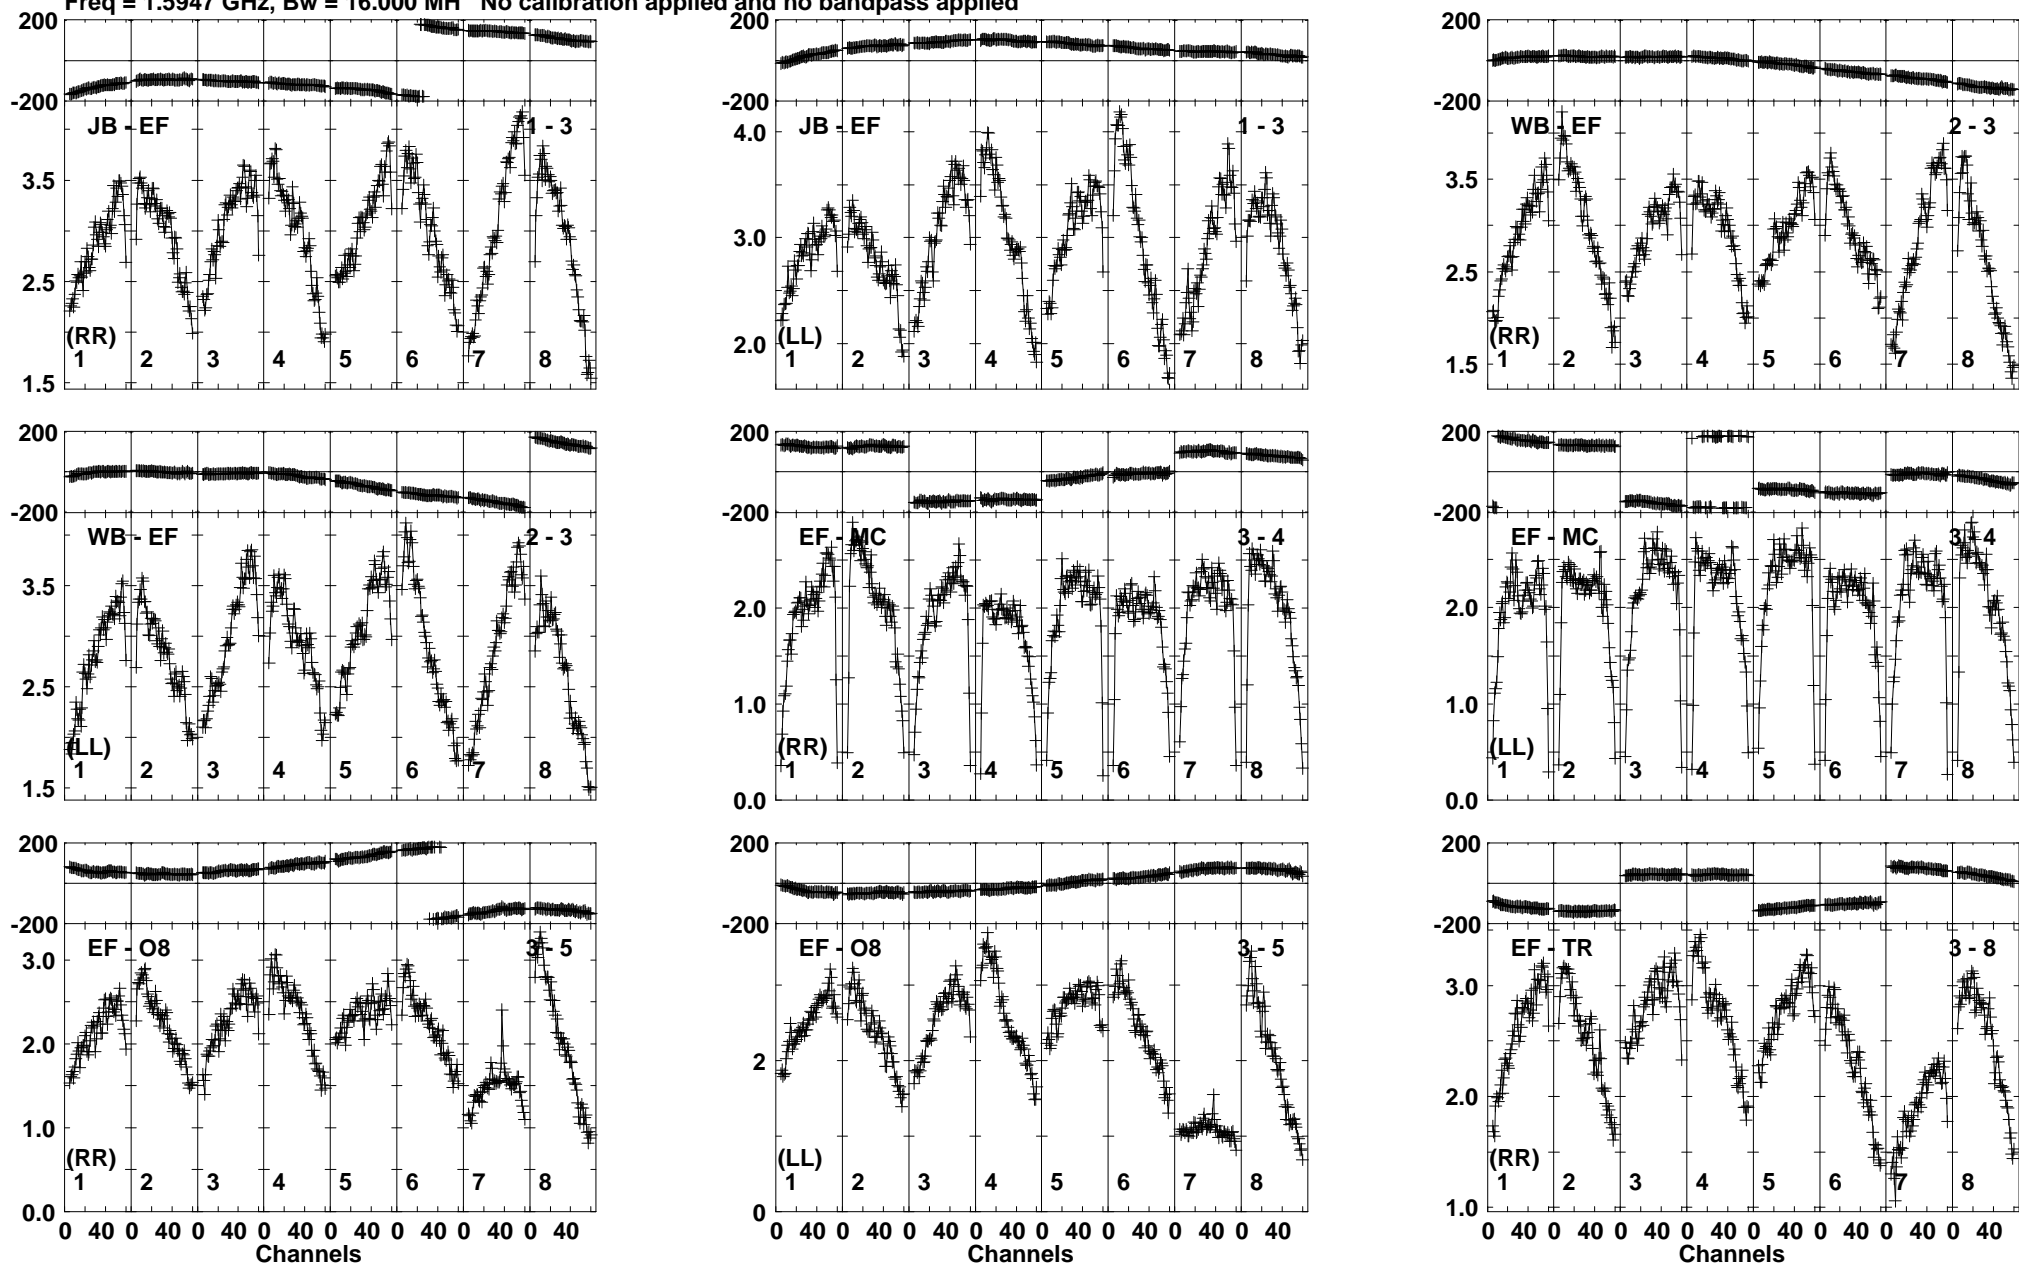 Freq = 1.5947 GHz, Bw = 16.000 MH No calibration applied and no bandpass applied
200 200 200
-200 -200 -200
JB - EF 1 - 3 JB - EF 1 - 3 WB - EF 2 - 3
4.0
3.5 3.5
3.0
2.5 2.5
2.0
(RR) (LL) (RR)
1 2 3 4 5 6 7 8 1 2 3 4 5 6 7 8 1 2 3 4 5 6 7 8
1.5 1.5
200 200 200
-200 -200 -200
WB - EF 2 - 3 EF - MC 3 - 4 EF - MC 3 - 4
3.5
2.0 2.0
2.5
1.0 1.0
(LL) (RR) (LL)
1 2 3 4 5 6 7 8 1 2 3 4 5 6 7 8 1 2 3 4 5 6 7 8
1.5
0.0 0.0
200 200 200
-200 -200 -200
EF - O8 3 - 5 EF - O8 3 - 5 EF - TR 3 - 8
3.0 3.0
2.0 2
2.0
1.0
(RR) (LL) (RR)
1 2 3 4 5 6 7 8 1 2 3 4 5 6 7 8 1 2 3 4 5 6 7 8
0.0 0 1.0
0 40 0 40 0 40 0 40 0 40 0 40 0 40 0 40 0 40 0 40 0 40 0 40 0 40 0 40 0 40 0 40 0 40 0 40 0 40 0 40 0 40 0 40 0 40 0 40
Channels Channels Channels